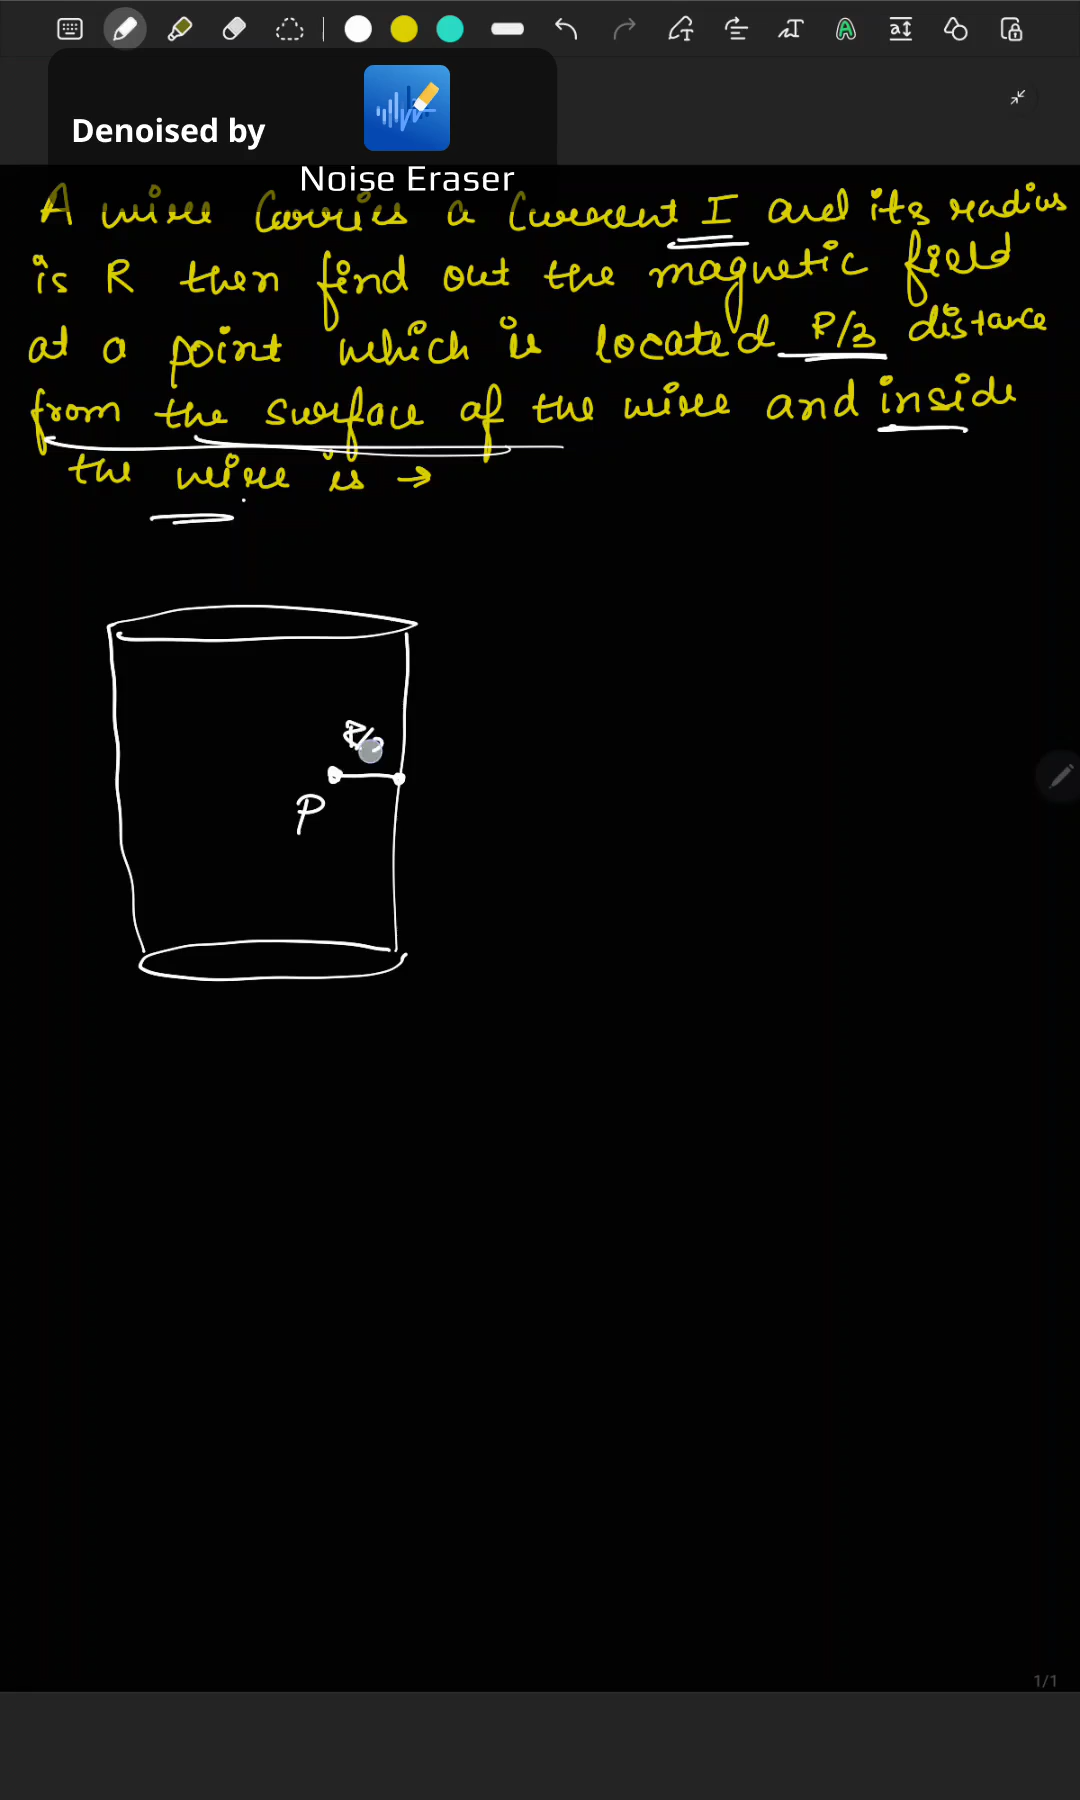 Denoised by
Noise Eraser
A wire carries a current I and its radius
is R then find out the magnetic field
at a point which is located R/3 distance
from the surface of the wire and inside
the wire is →
P
1/1